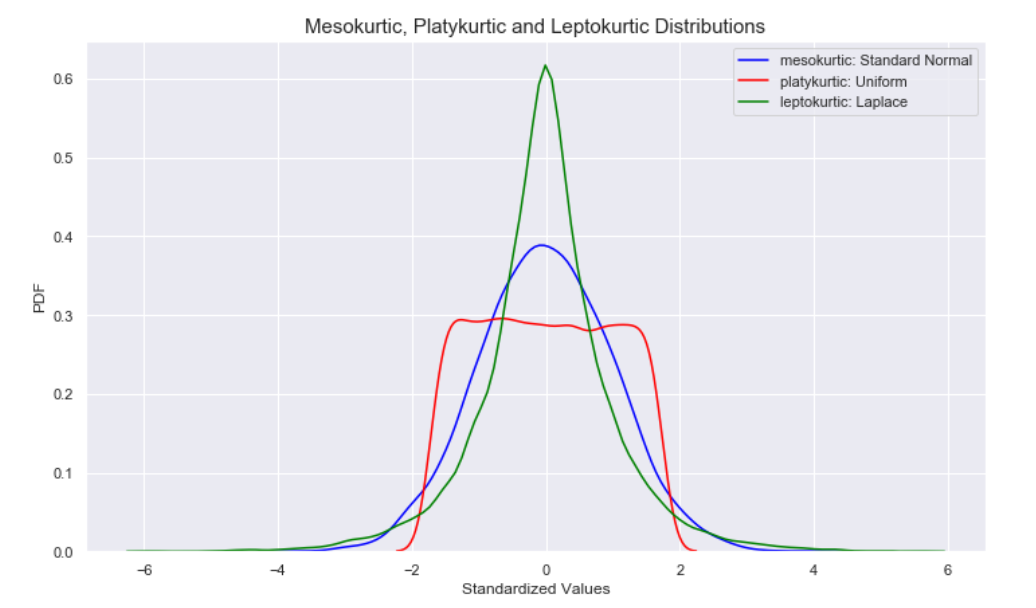 Mesokurtic, Platykurtic and Leptokurtic Distributions
mesokurtic: Standard Normal
platykurtic: Uniform
leptokurtic: Laplace
PDF
0.6
0.5
0.4
0.3
0.2
0.1
0.0
−6 −4 −2 0 2 4 6
Standardized Values